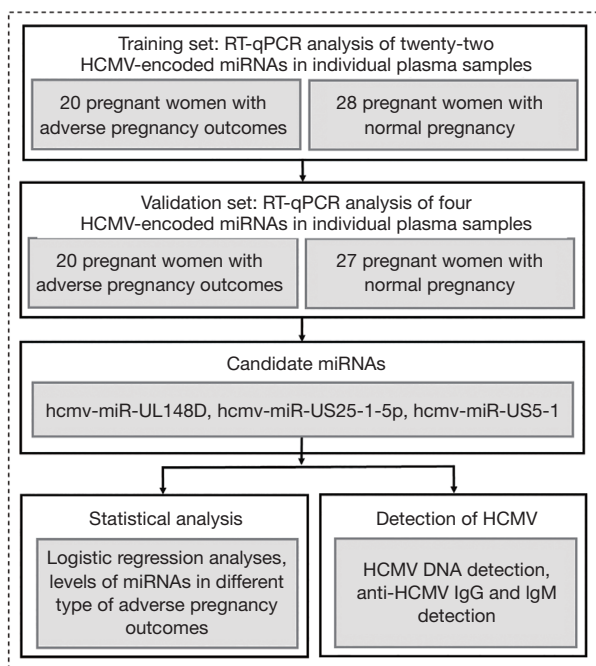 Training set: RT-qPCR analysis of twenty-two
HCMV-encoded miRNAs in individual plasma samples
20 pregnant women with
adverse pregnancy outcomes
28 pregnant women with
normal pregnancy
Validation set: RT-qPCR analysis of four
HCMV-encoded miRNAs in individual plasma samples
20 pregnant women with
adverse pregnancy outcomes
27 pregnant women with
normal pregnancy
Candidate miRNAs
hcmv-miR-UL148D, hcmv-miR-US25-1-5p, hcmv-miR-US5-1
Statistical analysis
Logistic regression analyses,
levels of miRNAs in different
type of adverse pregnancy
outcomes
Detection of HCMV
HCMV DNA detection,
anti-HCMV IgG and IgM
detection